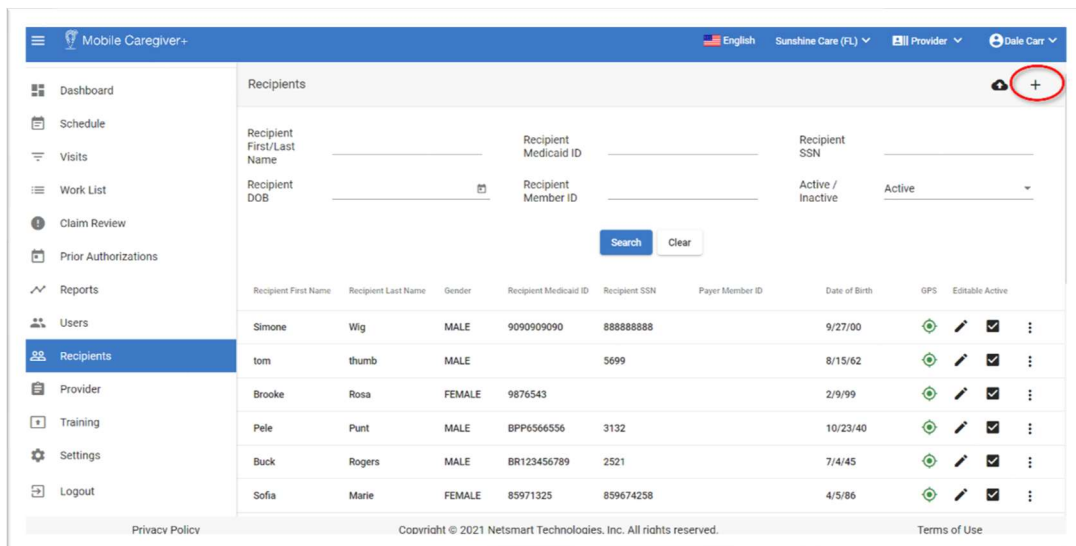 Mobile Caregiver+
English Sunshine Care (FL) Provider Dale Carr
Dashboard
Schedule
Visits
Work List
Claim Review
Prior Authorizations
Reports
Users
Recipients
Provider
Training
Settings
Logout
Recipients
Recipient First/Last Name
Recipient Medicaid ID
Recipient SSN
Recipient DOB
Recipient Member ID
Active / Inactive Active
Search Clear
Recipient First Name Recipient Last Name Gender Recipient Medicaid ID Recipient SSN Payer Member ID Date of Birth GPS Editable Active
Simone Wig MALE 9090909090 888888888 9/27/00
tom thumb MALE 5699 8/15/62
Brooke Rosa FEMALE 9876543 2/9/99
Pele Punt MALE BPP6566556 3132 10/23/40
Buck Rogers MALE BR123456789 2521 7/4/45
Sofia Marie FEMALE 85971325 859674258 4/5/86
Privacy Policy Copyright © 2021 Netsmart Technologies, Inc. All rights reserved. Terms of Use